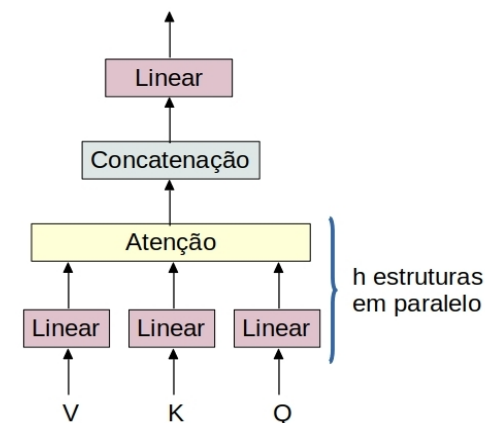 Linear
Concatenação
Atenção
h estruturas
em paralelo
Linear Linear Linear
V K Q